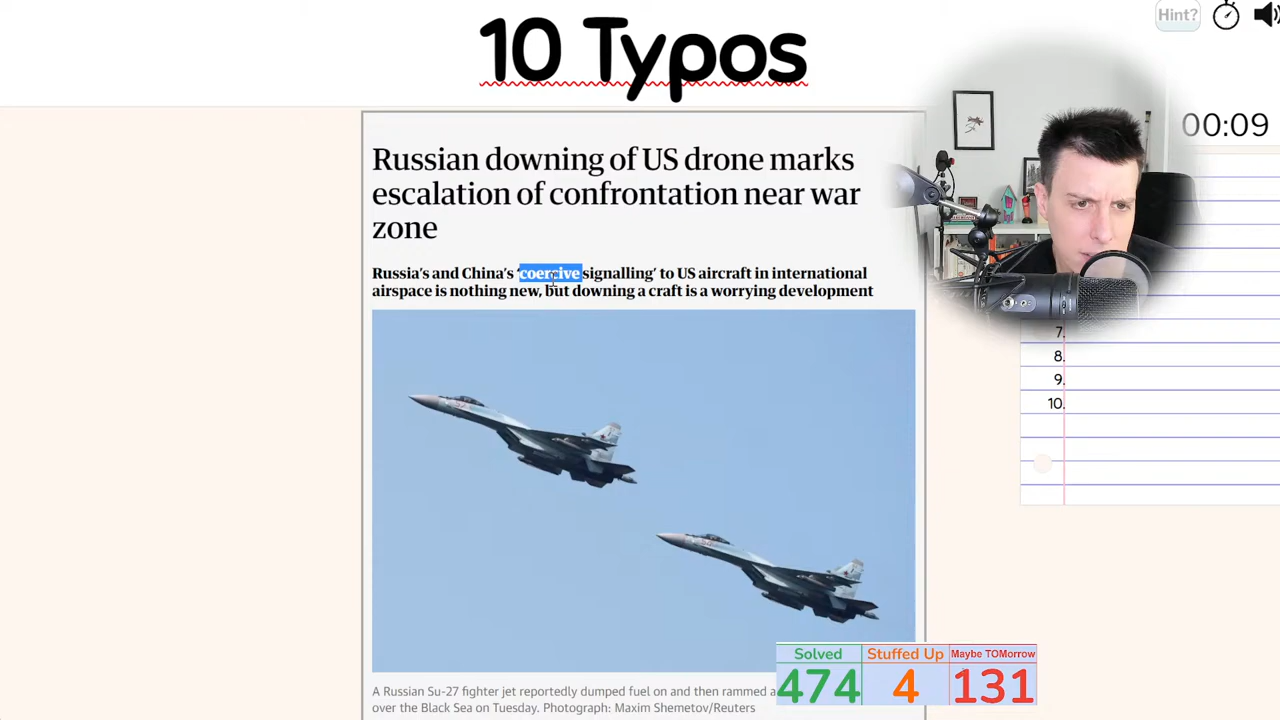 10 Typos
Hint?
00:09
Russian downing of US drone marks
escalation of confrontation near war
zone
Russia's and China's 'coercive signalling' to US aircraft in international
airspace is nothing new, but downing a craft is a worrying development
7.
8.
9.
10.
A Russian Su-27 fighter jet reportedly dumped fuel on and then rammed a
over the Black Sea on Tuesday. Photograph: Maxim Shemetov/Reuters
Solved
Stuffed Up
Maybe TOMorrow
474
4
131